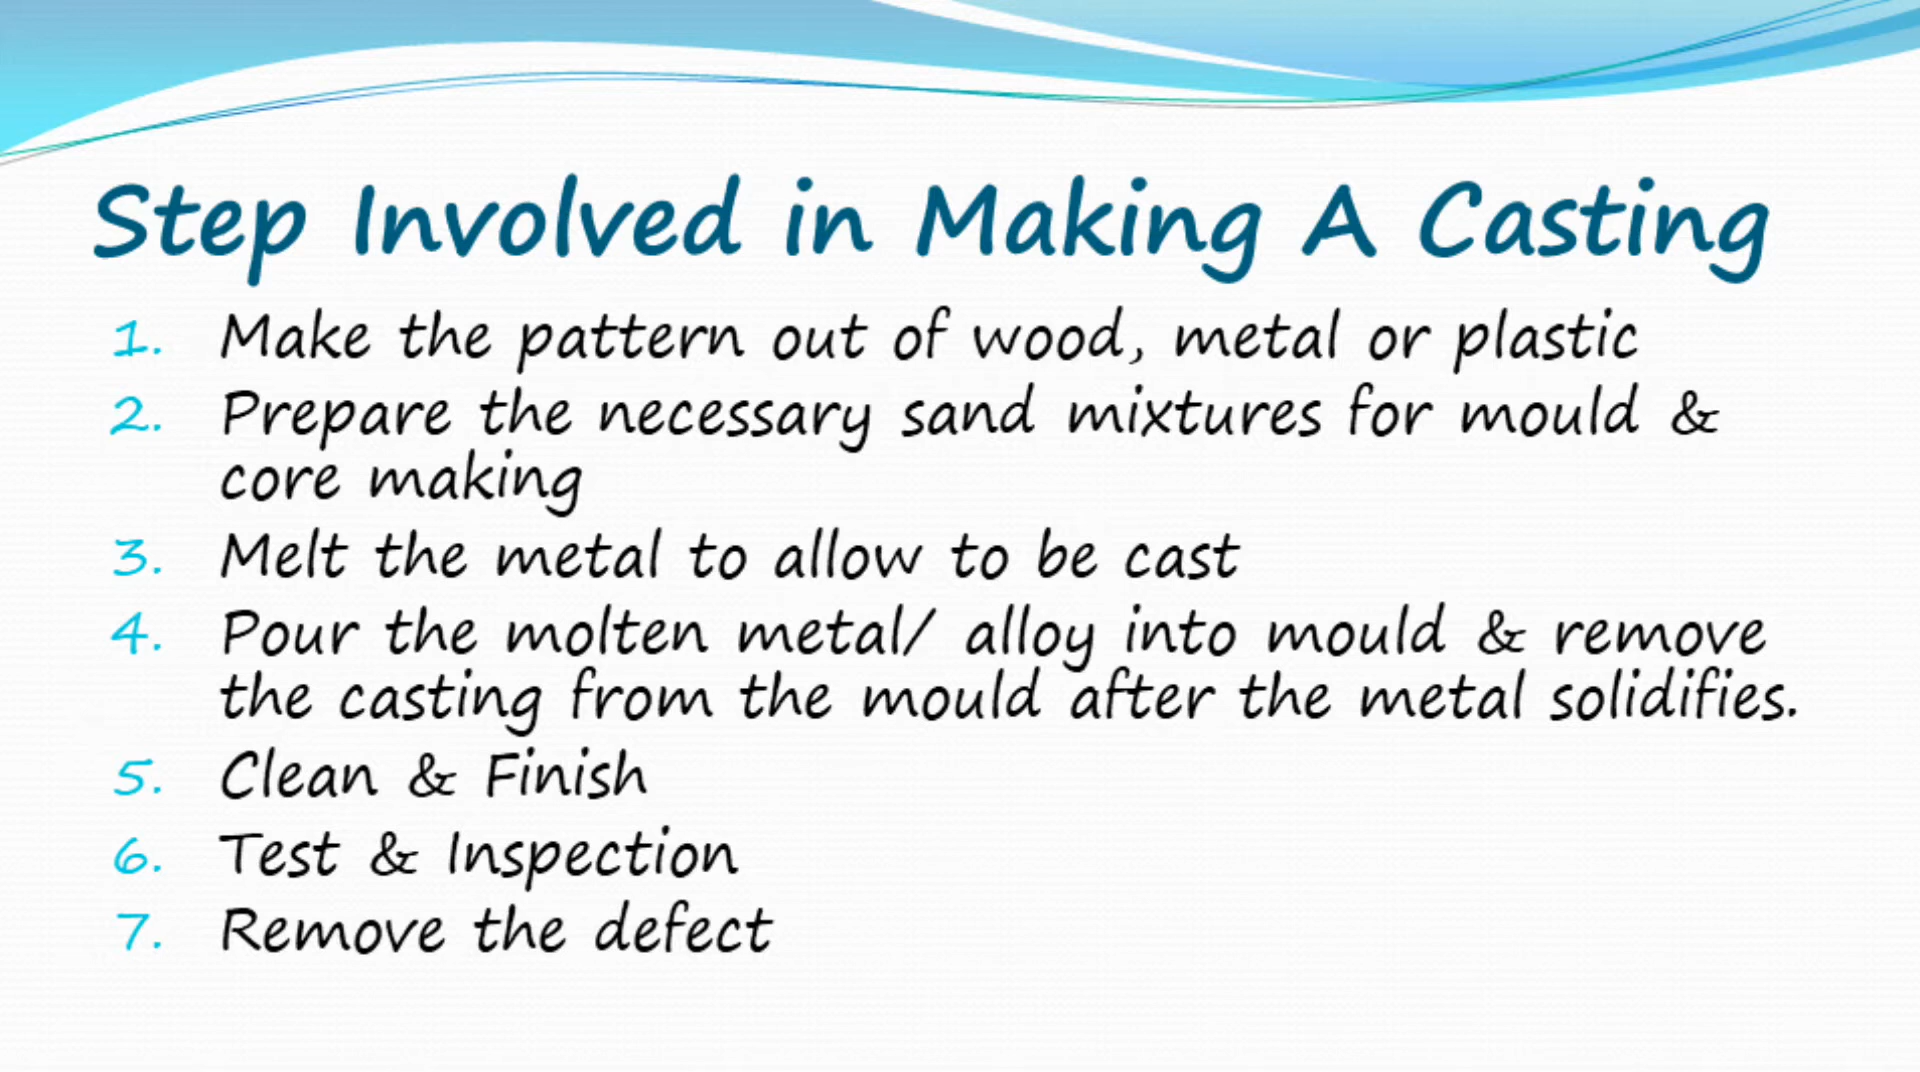 Step Involved in Making A Casting
1. Make the pattern out of wood, metal or plastic
2. Prepare the necessary sand mixtures for mould &
core making
3. Melt the metal to allow to be cast
4. Pour the molten metal/ alloy into mould & remove
the casting from the mould after the metal solidifies.
5. Clean & Finish
6. Test & Inspection
7. Remove the defect